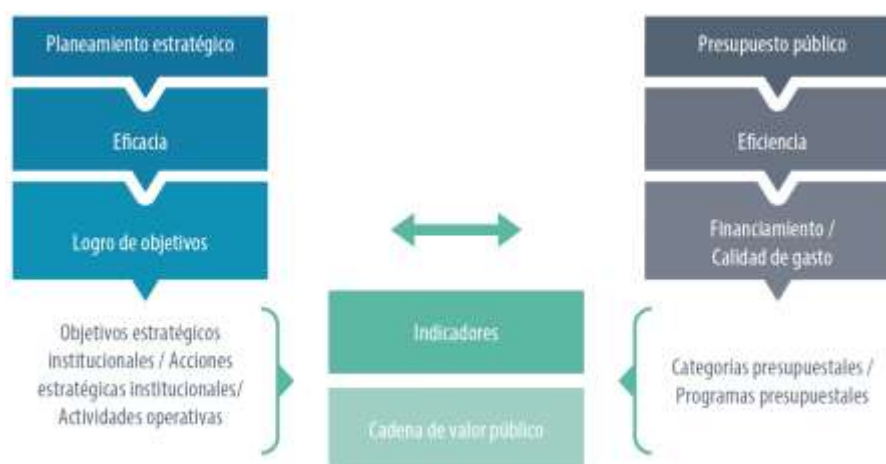 Planeamiento estratégico
Eficacia
Logro de objetivos
Objetivos estratégicos
institucionales / Acciones
estratégicas institucionales/
Actividades operativas
Indicadores
Cadena de valor público
Presupuesto público
Eficiencia
Financiamiento /
Calidad de gasto
Categorías presupuestales /
Programas presupuestales